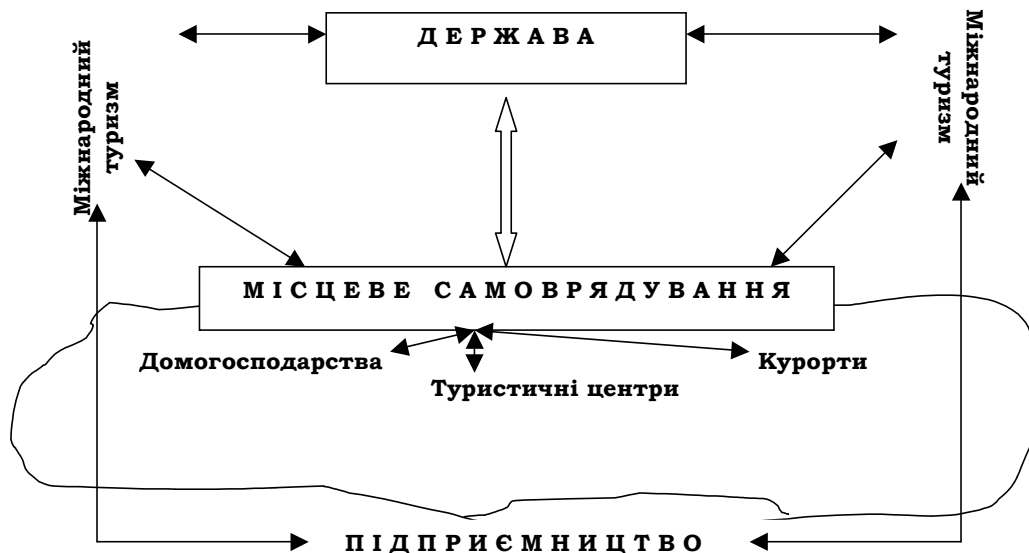 ДЕРЖАВА
Міжнародний
туризм
Міжнародний
туризм
МІСЦЕВЕ САМОВРЯДУВАННЯ
Домогосподарства
Курорти
Туристичні центри
ПІДПРИЄМНИЦТВО